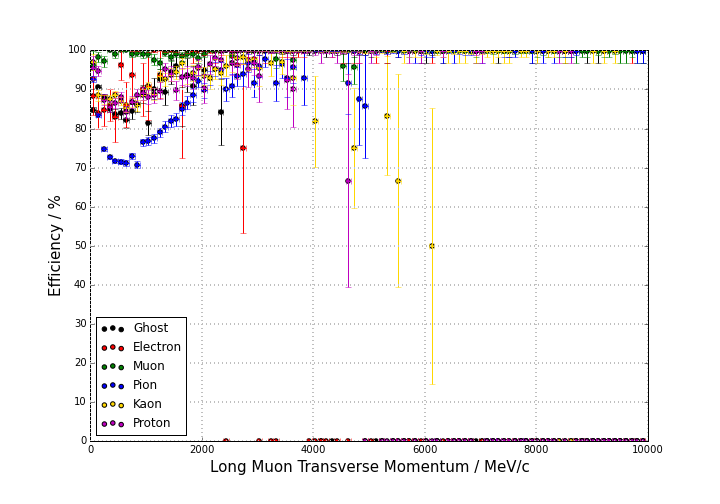 100
90
80
70
60
50
40
30
20
10
0
Efficiency / %
Ghost
Electron
Muon
Pion
Kaon
Proton
0 2000 4000 6000 8000 10000
Long Muon Transverse Momentum / MeV/c